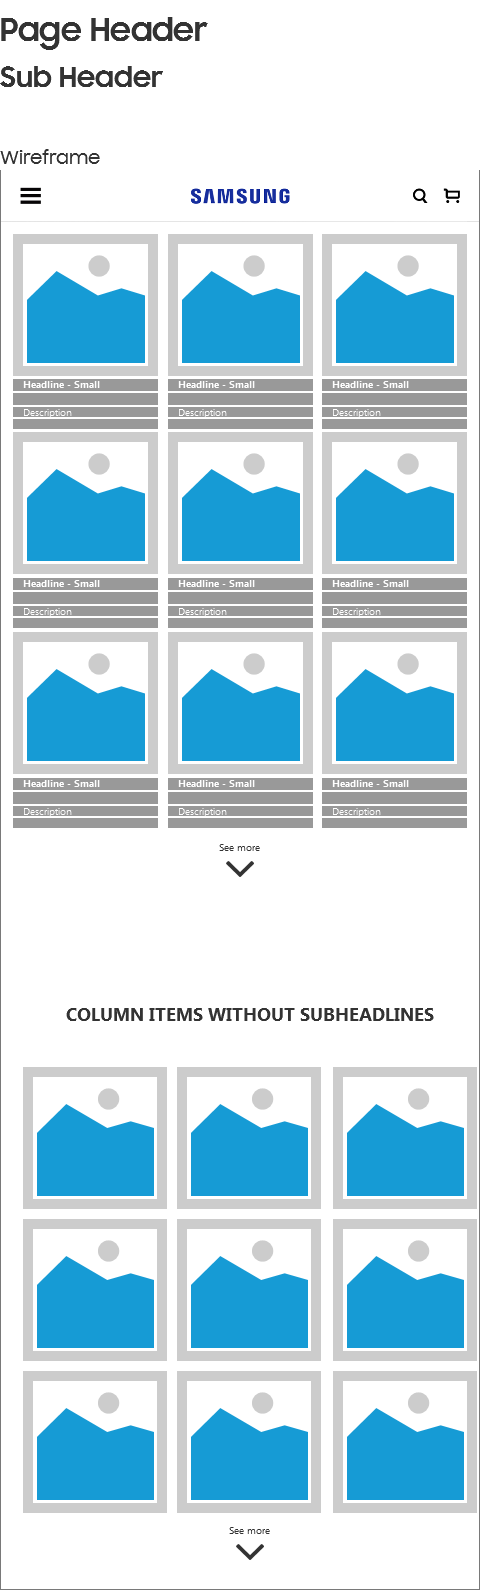 Page Header
Sub Header
Wireframe
SAMSUNG
Headline - Small Headline - Small Headline - Small
Description Description Description
Headline - Small Headline - Small Headline - Small
Description Description Description
Headline - Small Headline - Small Headline - Small
Description Description Description
See more
COLUMN ITEMS WITHOUT SUBHEADLINES
See more